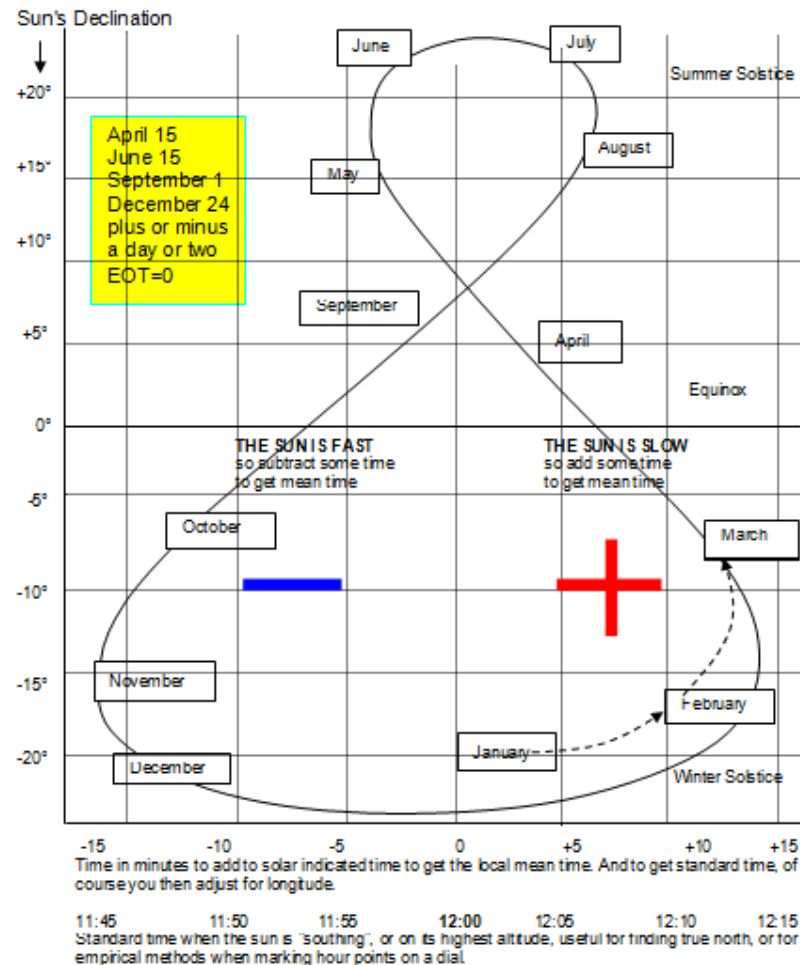 Sun's Declination
June
July
Summer Solstice
+20°
April 15
June 15
September 1
December 24
plus or minus
a day or two
EOT=0
August
+15°
May
+10°
September
+5°
April
Equinox
0°
THE SUN IS FAST
so subtract some time
to get mean time
THE SUN IS SLOW
so add some time
to get mean time
-5°
October
March
-10°
-15°
November
February
-20°
January
December
Winter Solstice
-15 -10 -5 0 +5 +10 +15
Time in minutes to add to solar indicated time to get the local mean time. And to get standard time, of
course you then adjust for longitude.
11:45 11:50 11:55 12:00 12:05 12:10 12:15
Standard time when the sun is "southing", or on its highest altitude, useful for finding true north, or for
empirical methods when marking hour points on a dial.